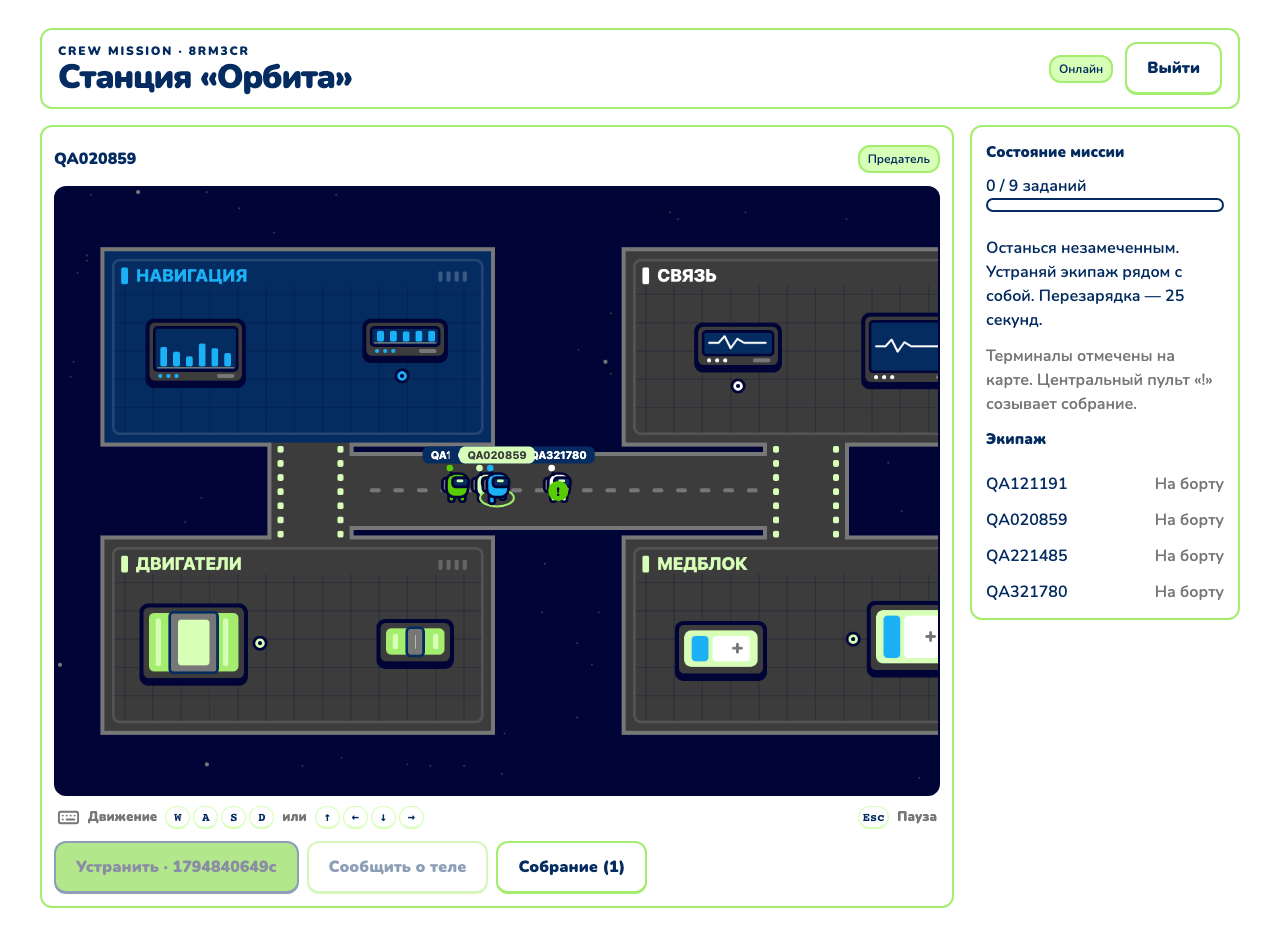 CREW MISSION · 8RM3CR
Станция «Орбита»
Онлайн
Выйти
QA020859
Предатель
НАВИГАЦИЯ
СВЯЗЬ
QA020859
QA321780
!
ДВИГАТЕЛИ
МЕДБЛОК
Движение W A S D или ↑ ← ↓ →
Esc Пауза
Устранить · 1794840649с
Сообщить о теле
Собрание (1)
Состояние миссии
0 / 9 заданий
Останься незамеченным.
Устраняй экипаж рядом с
собой. Перезарядка — 25
секунд.
Терминалы отмечены на
карте. Центральный пульт «!»
созывает собрание.
Экипаж
QA121191 На борту
QA020859 На борту
QA221485 На борту
QA321780 На борту